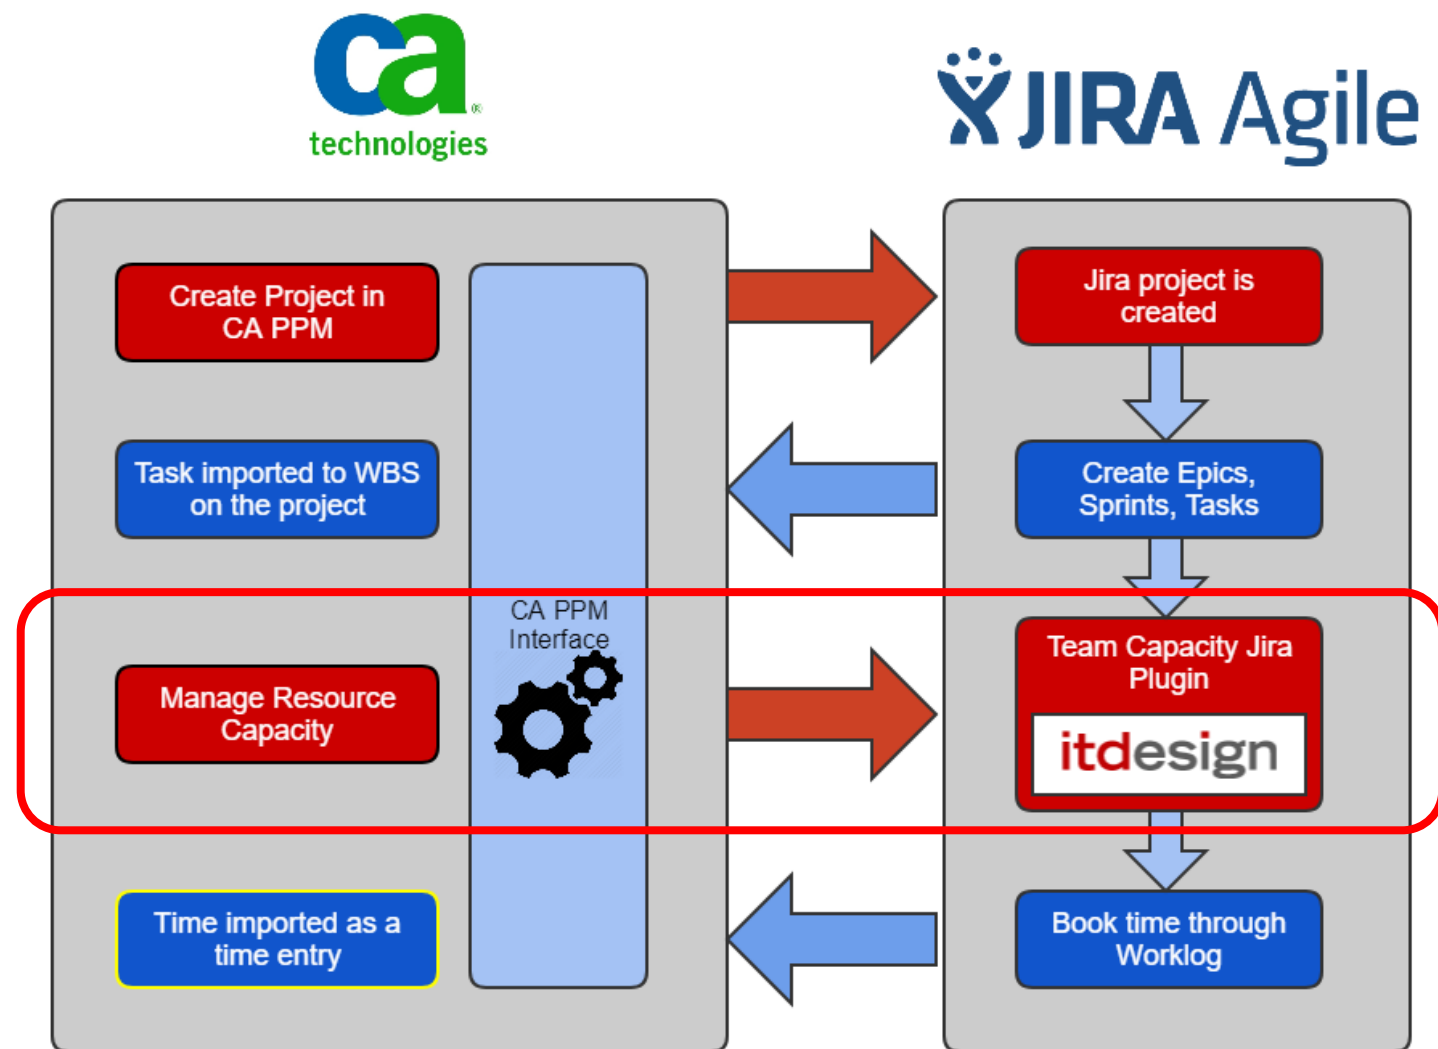 ca
®
technologies
JIRA Agile
Create Project in
CA PPM
Jira project is
created
Task imported to WBS
on the project
Create Epics,
Sprints, Tasks
CA PPM
Interface
Manage Resource
Capacity
Team Capacity Jira
Plugin
itdesign
Time imported as a
time entry
Book time through
Worklog